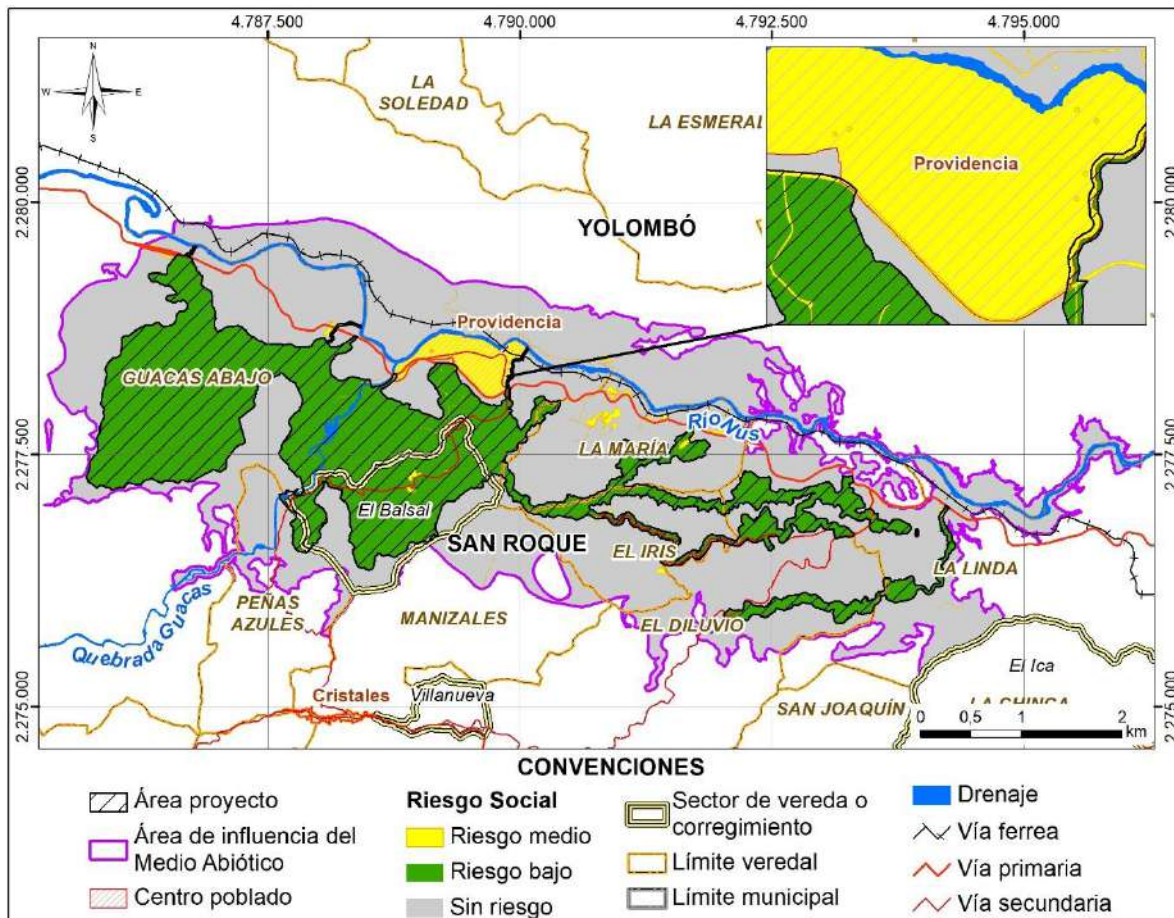 4.787.500
4.790.000
4.792.500
4.795.000
N
W
E
S
LA
SOLEDAD
LA ESMERAL
Providencia
2.280.000
2.280.000
YOLOMBÓ
Providencia
GUACAS ABAJO
Río Nus
LA MARÍA
2.277.500
2.277.500
El Balsal
SAN ROQUE
EL IRIS
LA LINDA
PEÑAS
AZULES
MANIZALES
EL DILUVIO
Quebrada Guacas
El Ica
Cristales
Villanueva
SAN JOAQUÍN
LA CHINCA
2.275.000
2.275.000
0 0,5 1 2
km
CONVENCIONES
Área proyecto
Área de influencia del
Medio Abiótico
Centro poblado
Riesgo Social
Riesgo medio
Riesgo bajo
Sin riesgo
Sector de vereda o
corregimiento
Límite veredal
Límite municipal
Drenaje
Vía ferrea
Vía primaria
Vía secundaria